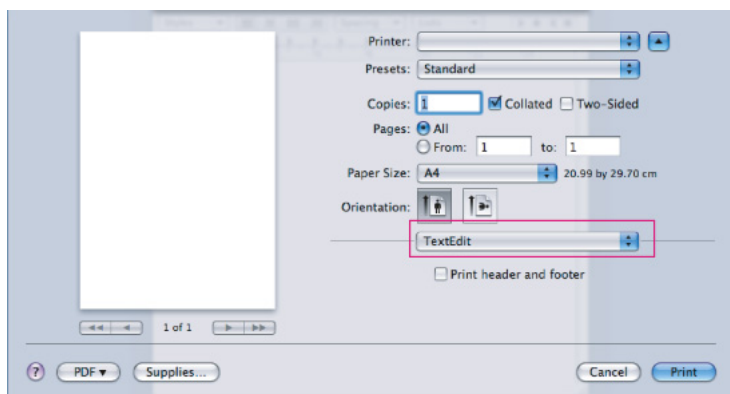 Printer:
Presets: Standard
Copies: 1 Collated Two-Sided
Pages: All
From: 1 to: 1
Paper Size: A4 20.99 by 29.70 cm
Orientation:
TextEdit
Print header and footer
1 of 1
? PDF Supplies... Cancel Print